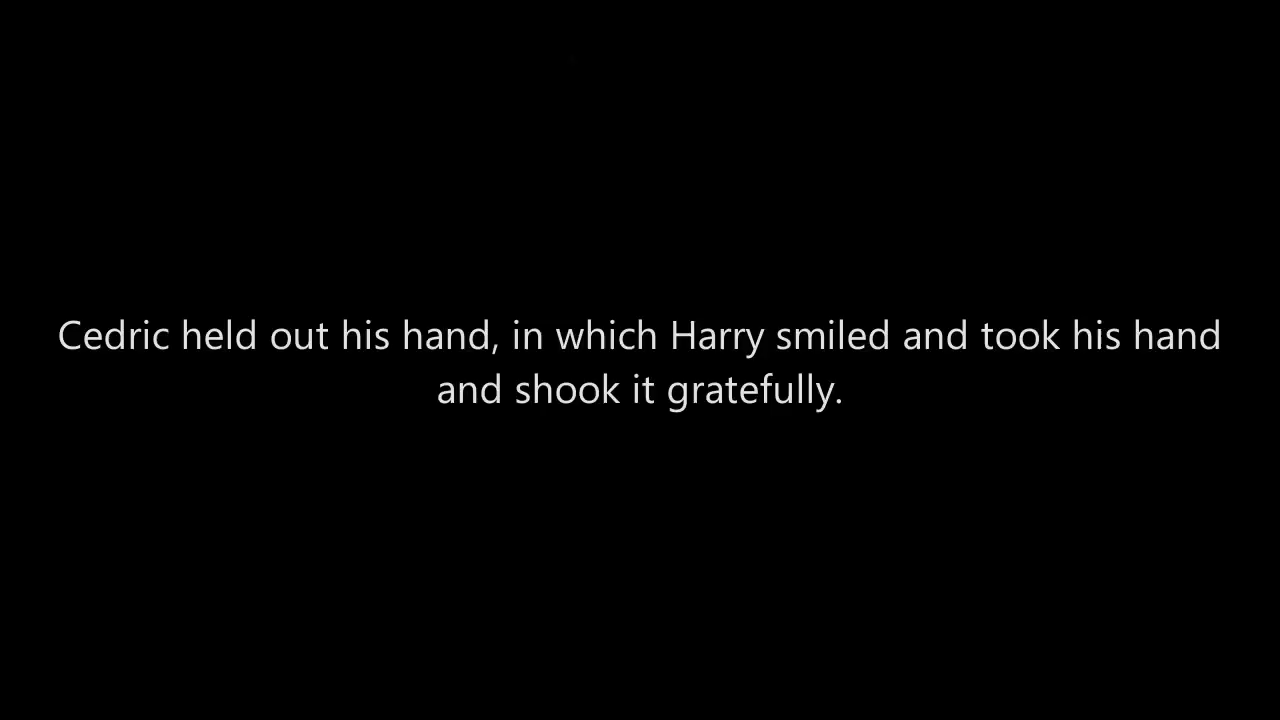 Cedric held out his hand, in which Harry smiled and took his hand
and shook it gratefully.